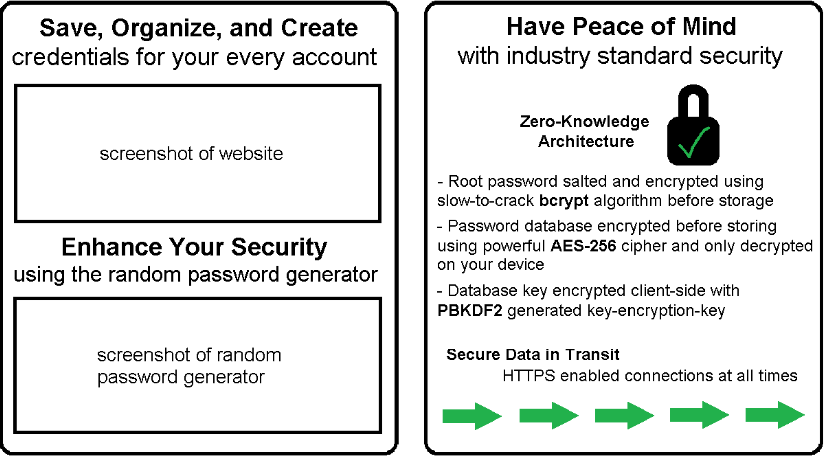 Save, Organize, and Create
credentials for your every account
screenshot of website
Enhance Your Security
using the random password generator
screenshot of random
password generator
Have Peace of Mind
with industry standard security
Zero-Knowledge
Architecture
- Root password salted and encrypted using
slow-to-crack bcrypt algorithm before storage
- Password database encrypted before storing
using powerful AES-256 cipher and only decrypted
on your device
- Database key encrypted client-side with
PBKDF2 generated key-encryption-key
Secure Data in Transit
HTTPS enabled connections at all times